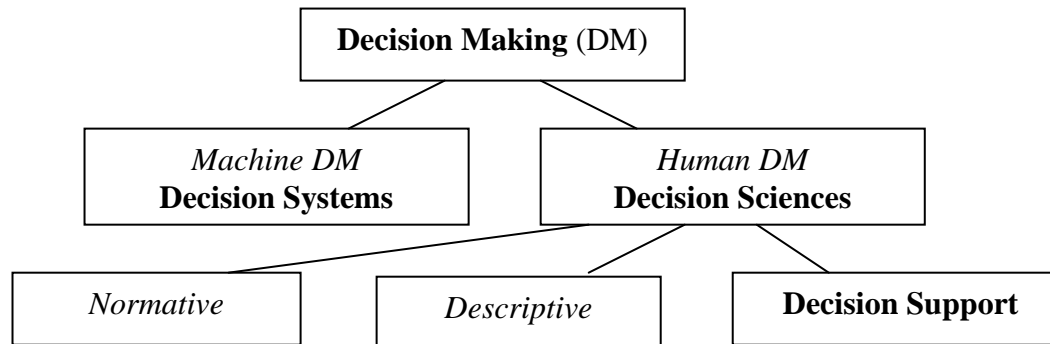 Decision Making (DM)
Machine DM
Decision Systems
Human DM
Decision Sciences
Normative
Descriptive
Decision Support